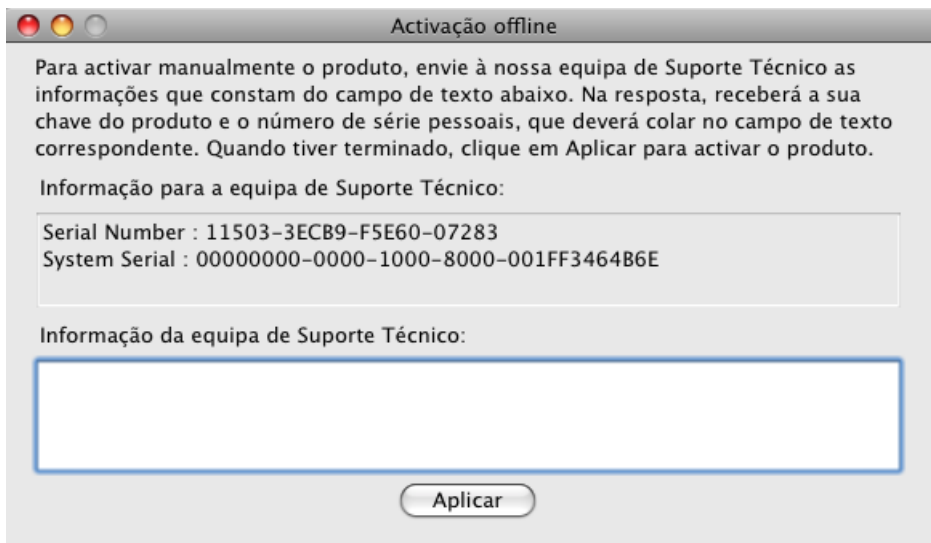 Activação offline
Para activar manualmente o produto, envie à nossa equipa de Suporte Técnico as
informações que constam do campo de texto abaixo. Na resposta, receberá a sua
chave do produto e o número de série pessoais, que deverá colar no campo de texto
correspondente. Quando tiver terminado, clique em Aplicar para activar o produto.
Informação para a equipa de Suporte Técnico:
Serial Number : 11503-3ECB9-F5E60-07283
System Serial : 00000000-0000-1000-8000-001FF3464B6E
Informação da equipa de Suporte Técnico:
Aplicar